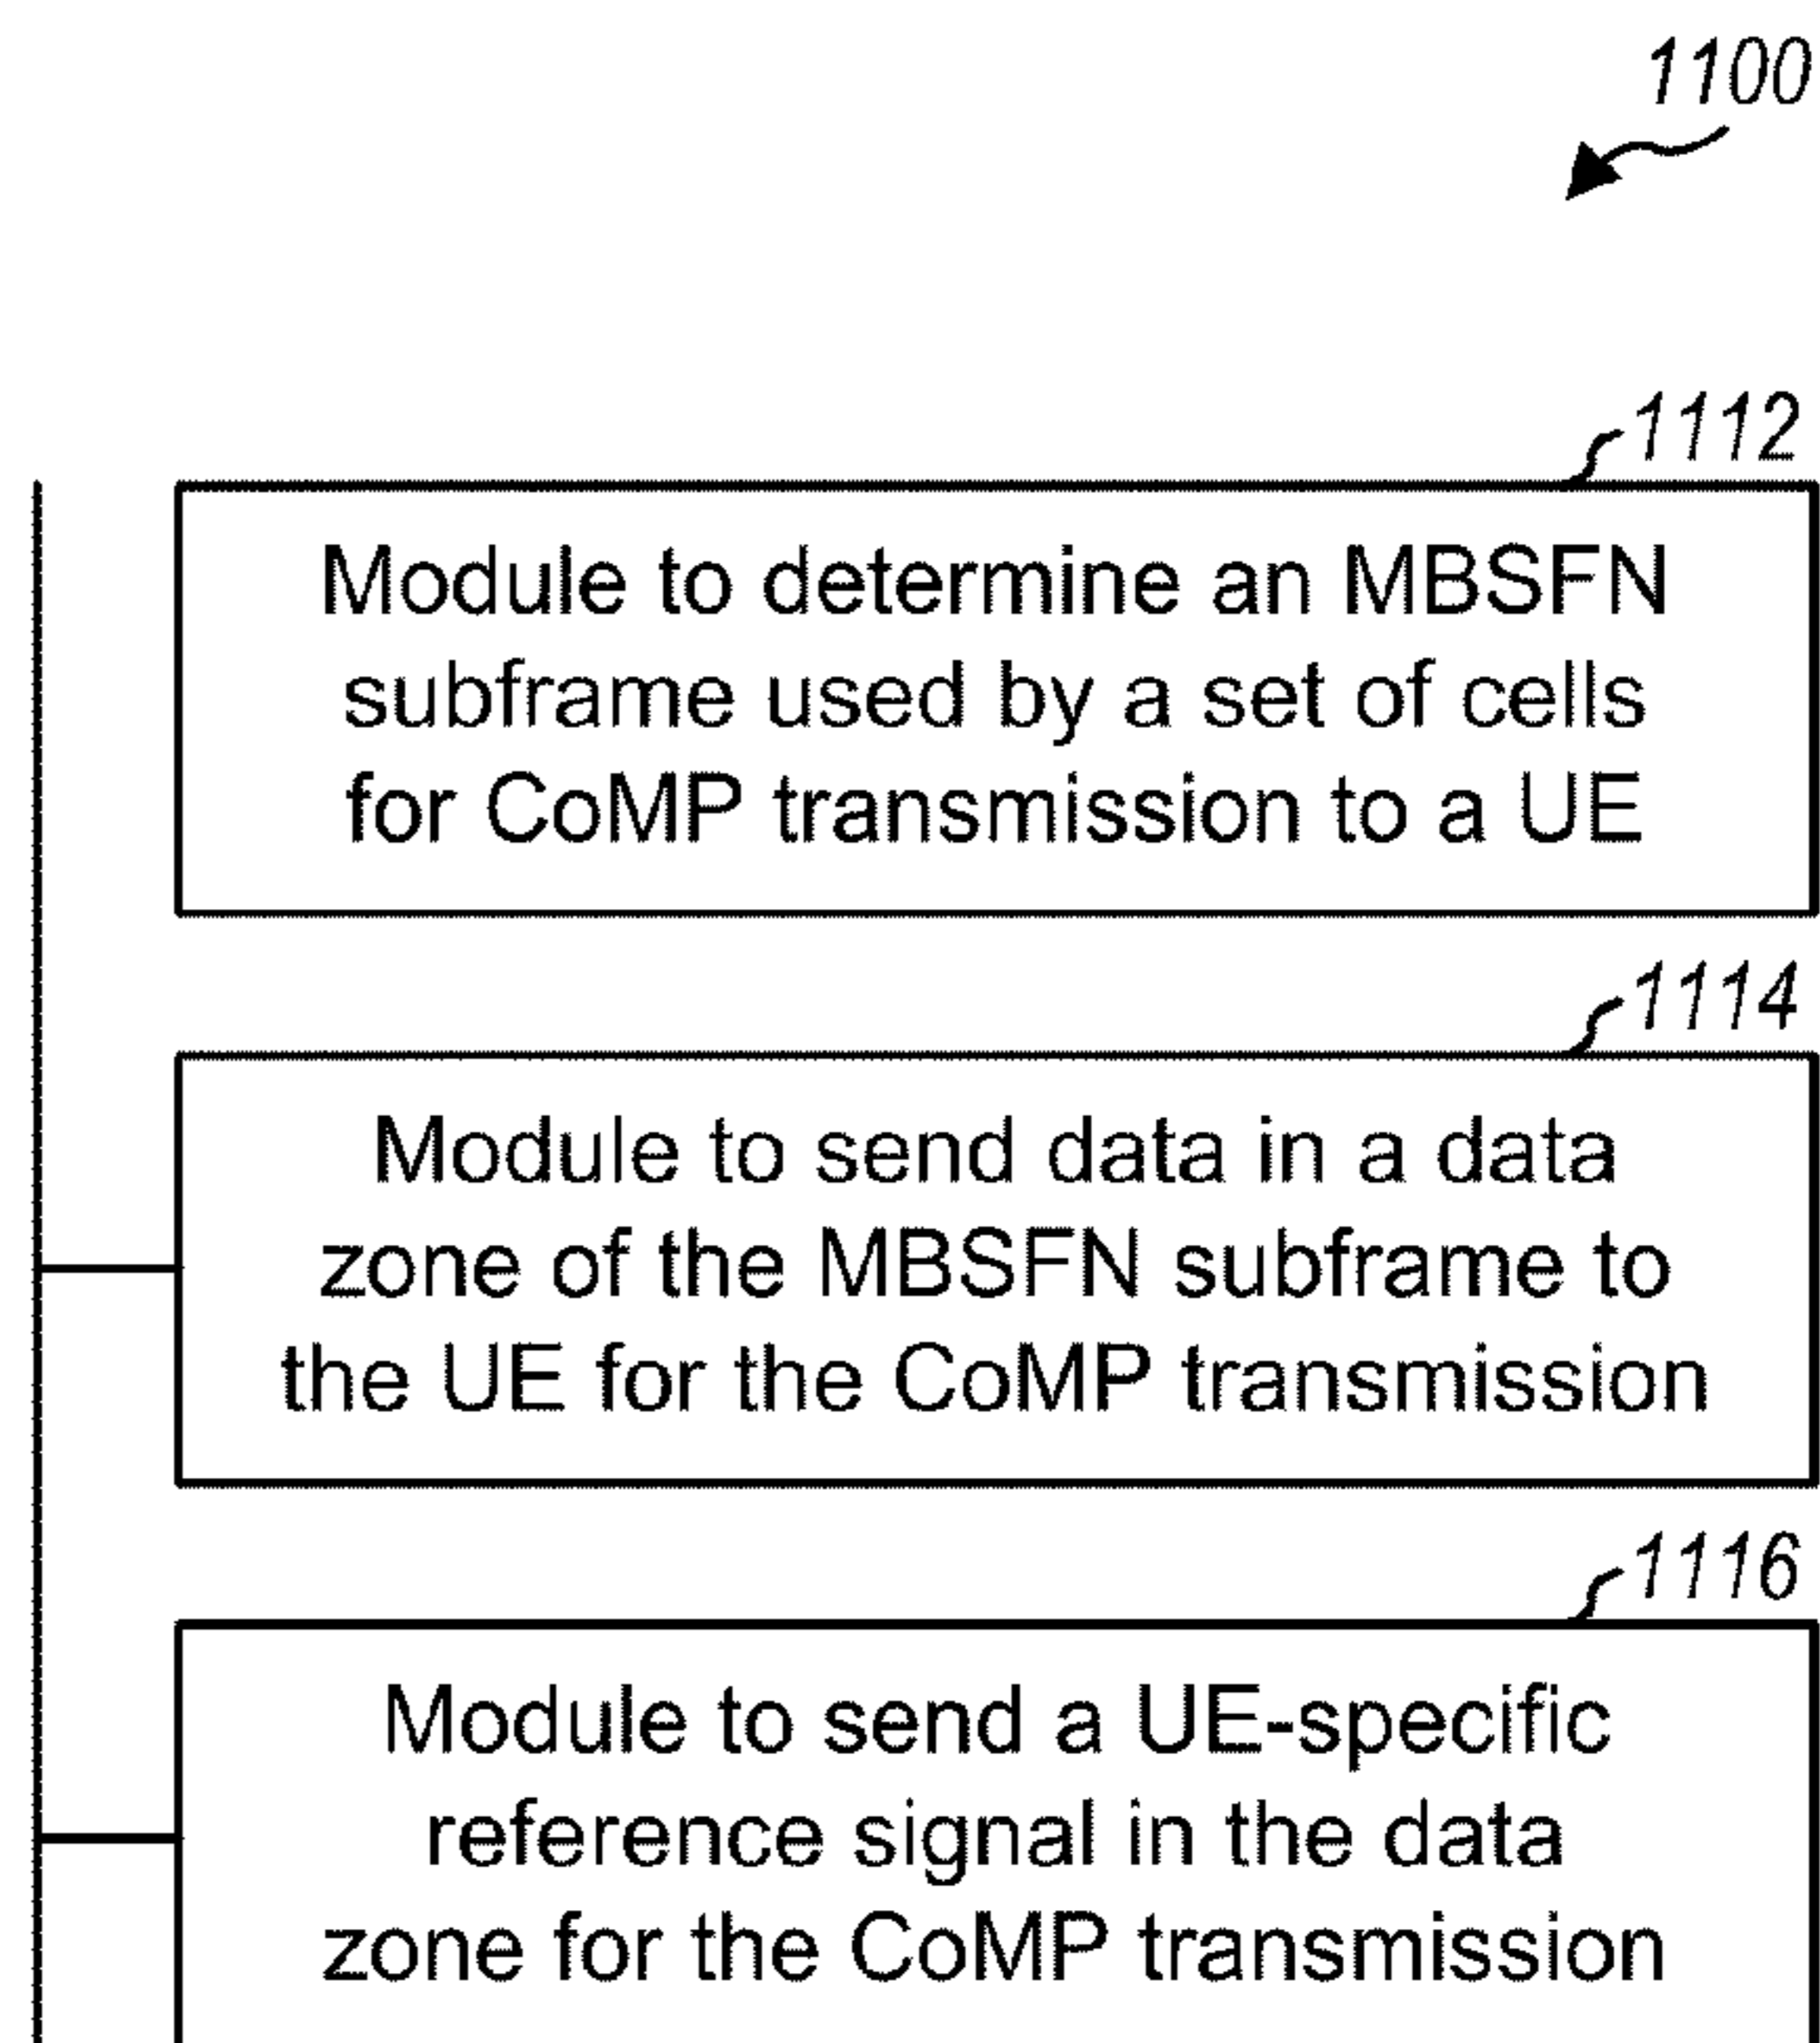 1100
1112
Module to determine an MBSFN
subframe used by a set of cells
for CoMP transmission to a UE
1114
Module to send data in a data
zone of the MBSFN subframe to
the UE for the CoMP transmission
1116
Module to send a UE-specific
reference signal in the data
zone for the CoMP transmission